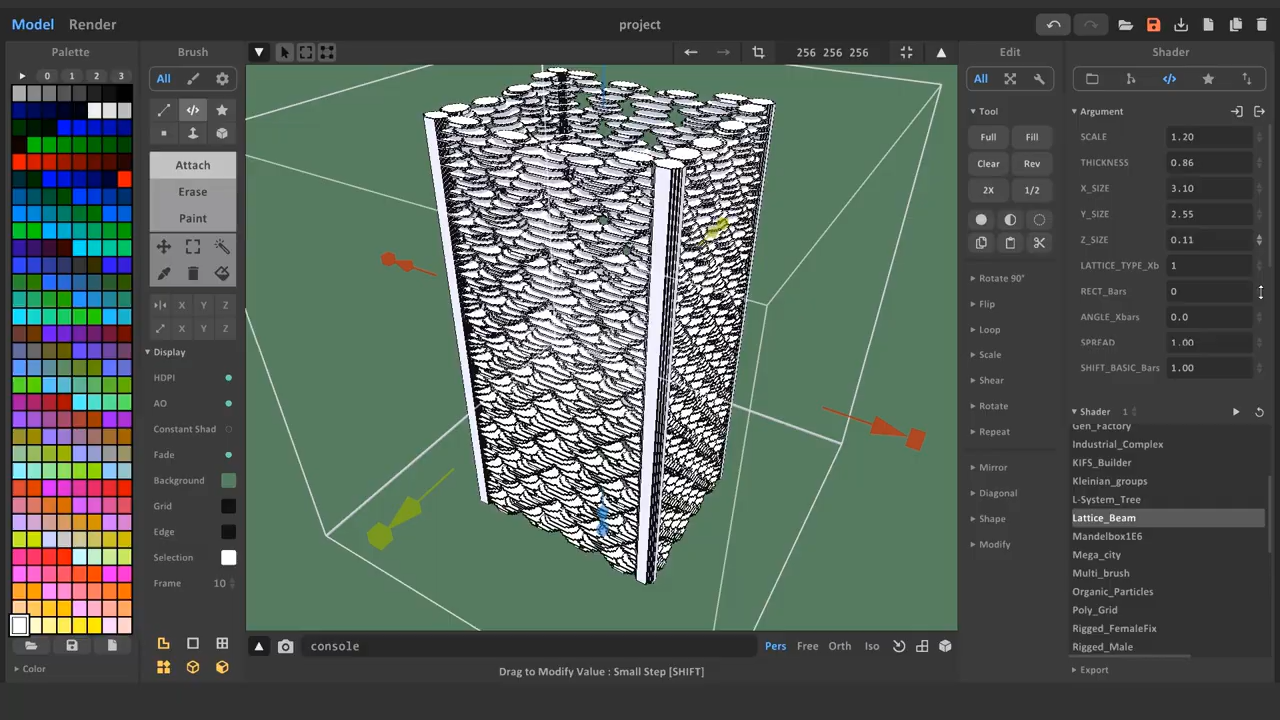 Model Render
project
Palette
0 1 2 3
Color
Brush
All
Attach
Erase
Paint
X Y Z
X Y Z
Display
HDPI
AO
Constant Shad
Fade
Background
Grid
Edge
Selection
Frame 10
256 256 256
console
Pers Free Orth Iso
Drag to Modify Value : Small Step [SHIFT]
Edit
All
Tool
Full Fill
Clear Rev
2X 1/2
Rotate 90°
Flip
Loop
Scale
Shear
Rotate
Repeat
Mirror
Diagonal
Shape
Modify
Shader
Argument
SCALE 1.20
THICKNESS 0.86
X_SIZE 3.10
Y_SIZE 2.55
Z_SIZE 0.11
LATTICE_TYPE_Xb 1
RECT_Bars 0
ANGLE_Xbars 0.0
SPREAD 1.00
SHIFT_BASIC_Bars 1.00
Shader 1
Gen_Factory
Industrial_Complex
KIFS_Builder
Kleinian_groups
L-System_Tree
Lattice_Beam
Mandelbox1E6
Mega_city
Multi_brush
Organic_Particles
Poly_Grid
Rigged_FemaleFix
Rigged_Male
Export